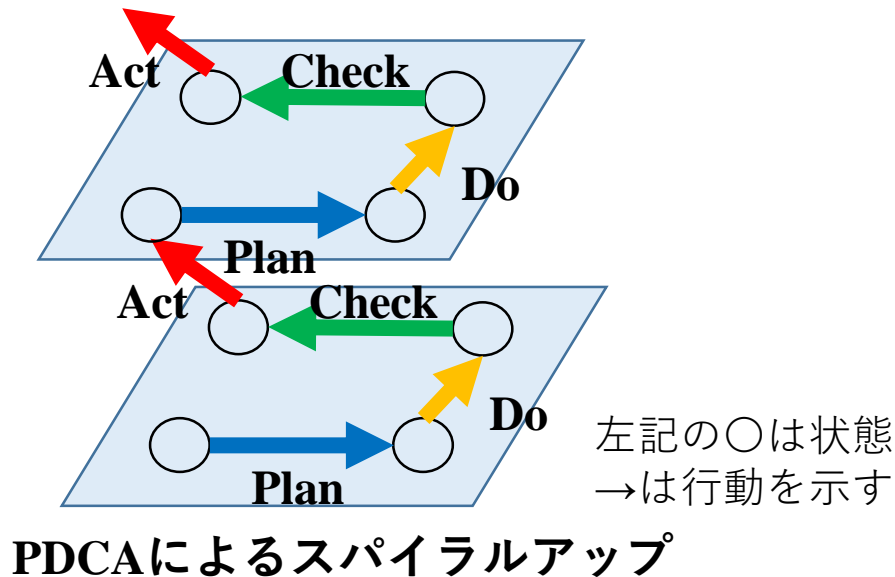 Act
Check
Do
Plan
Act
Check
Do
Plan
左記の〇は状態
→は行動を示す
PDCAによるスパイラルアップ